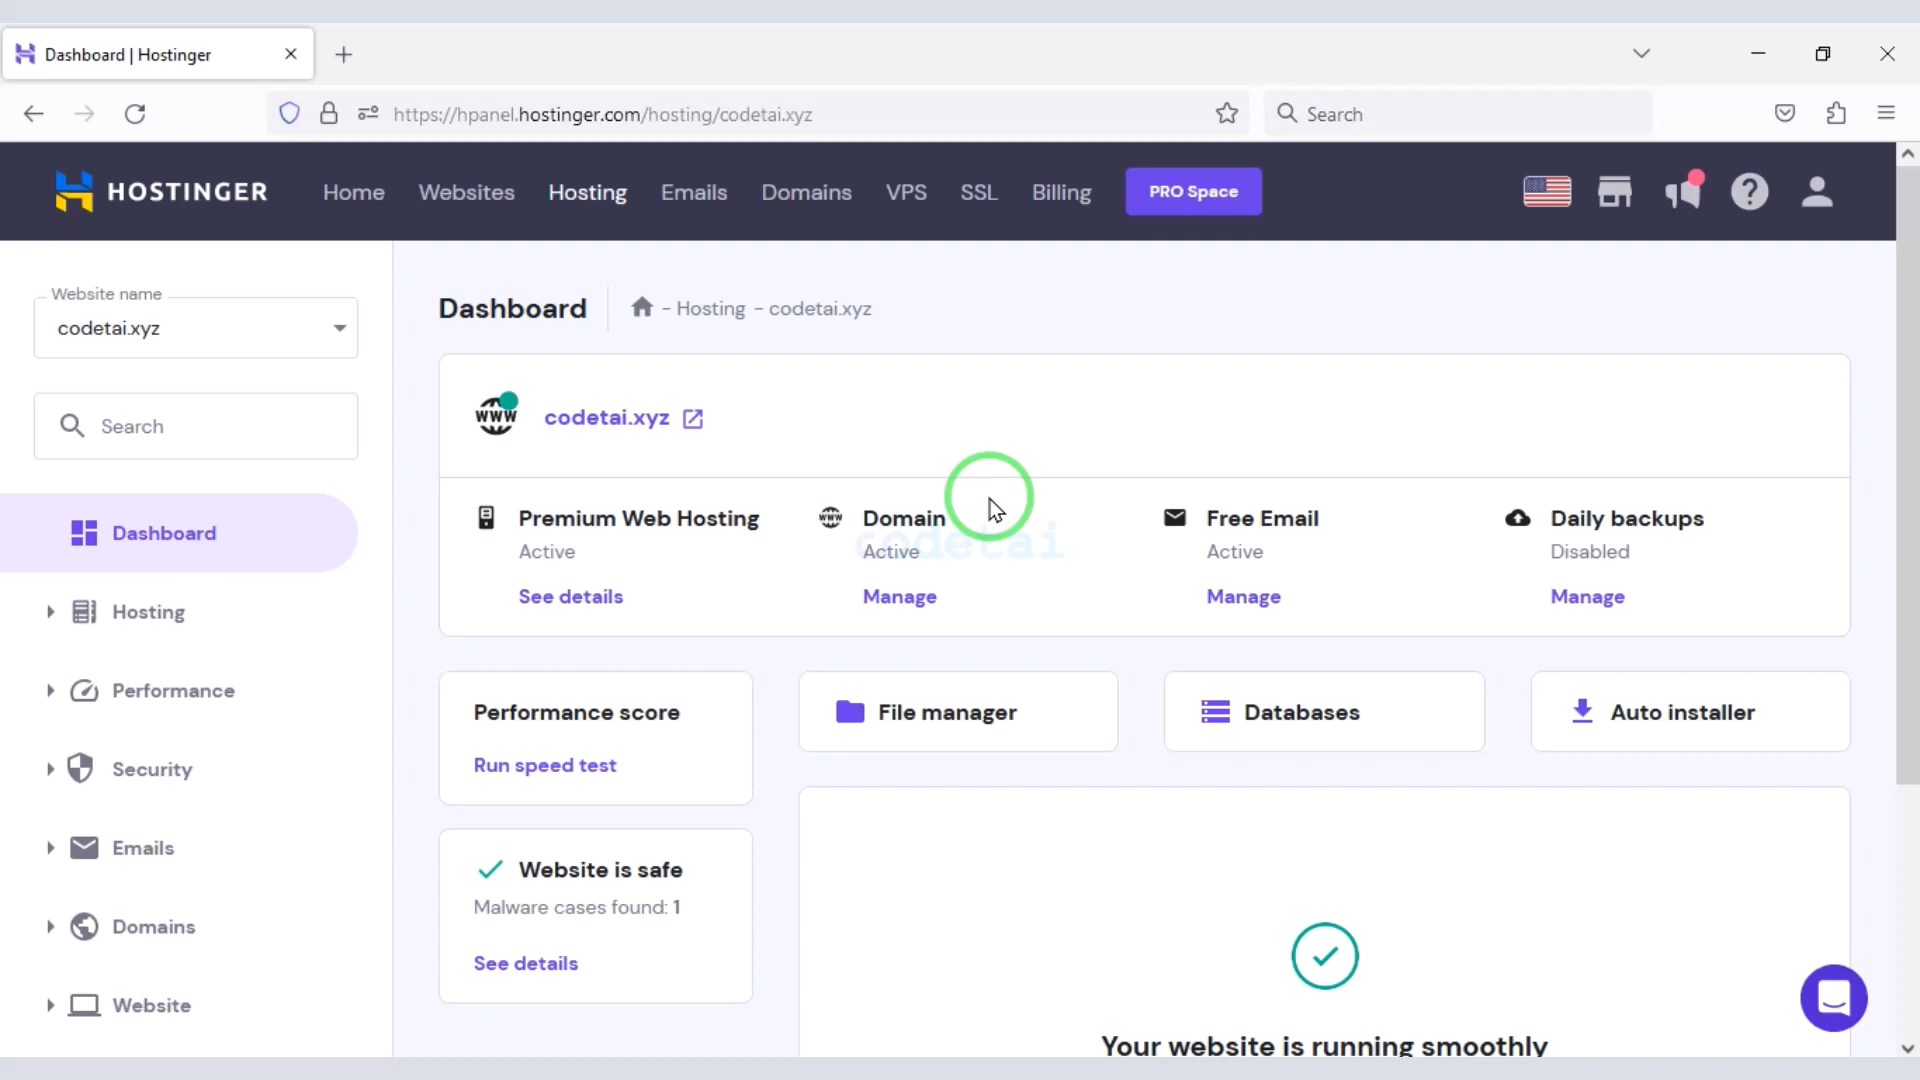 Dashboard | Hostinger
https://hpanel.hostinger.com/hosting/codetai.xyz
Search
HOSTINGER
Home
Websites
Hosting
Emails
Domains
VPS
SSL
Billing
PRO Space
Website name
codetai.xyz
Search
Dashboard
Hosting
Performance
Security
Emails
Domains
Website
Dashboard
- Hosting - codetai.xyz
www
codetai.xyz
Premium Web Hosting
Active
See details
www
Domain
Active
Manage
codetai
Free Email
Active
Manage
Daily backups
Disabled
Manage
Performance score
Run speed test
File manager
Databases
Auto installer
Website is safe
Malware cases found: 1
See details
Your website is running smoothly